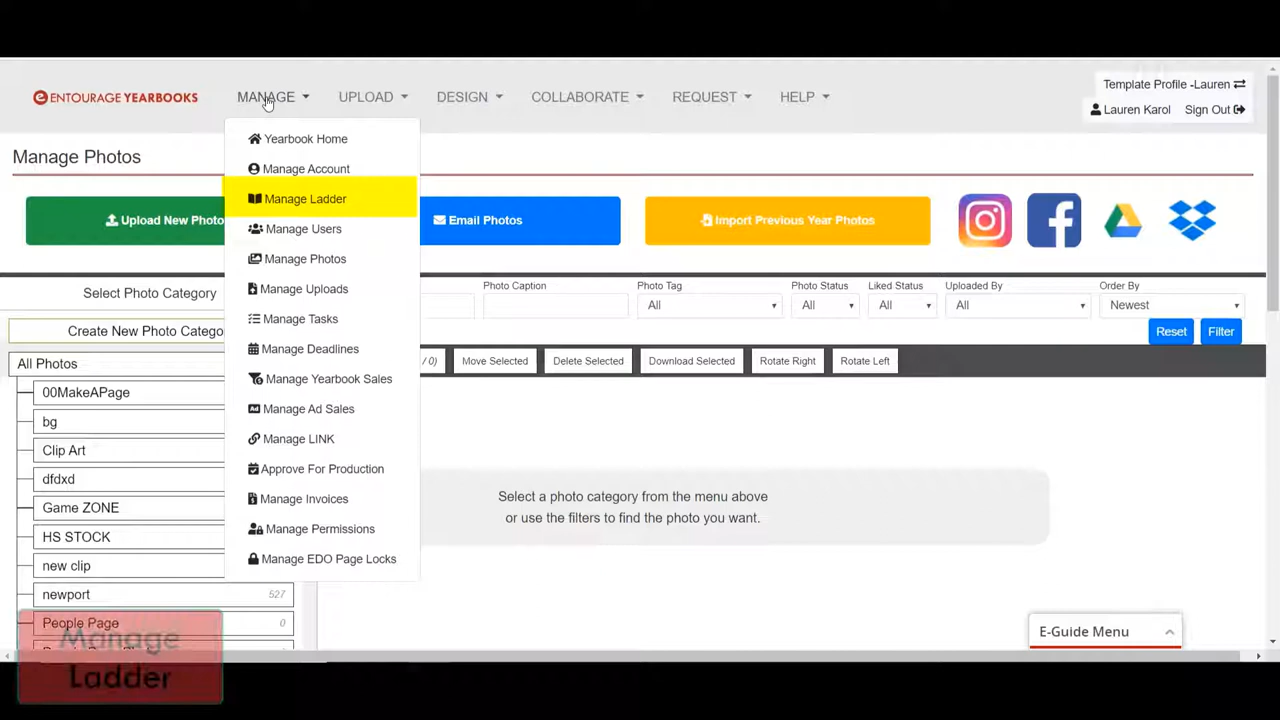 ENTOURAGE YEARBOOKS
MANAGE
UPLOAD
DESIGN
COLLABORATE
REQUEST
HELP
Template Profile -Lauren
Lauren Karol
Sign Out
Manage Photos
Yearbook Home
Manage Account
Manage Ladder
Manage Users
Manage Photos
Manage Uploads
Manage Tasks
Manage Deadlines
Manage Yearbook Sales
Manage Ad Sales
Manage LINK
Approve For Production
Manage Invoices
Manage Permissions
Manage EDO Page Locks
Upload New Photo
Email Photos
Import Previous Year Photos
Select Photo Category
Photo Caption
Photo Tag
Photo Status
Liked Status
Uploaded By
Order By
All
All
All
All
Newest
Create New Photo Catego
Reset
Filter
All Photos
/ 0)
Move Selected
Delete Selected
Download Selected
Rotate Right
Rotate Left
00MakeAPage
bg
Clip Art
dfdxd
Game ZONE
HS STOCK
new clip
newport 527
People Page 0
Select a photo category from the menu above
or use the filters to find the photo you want.
E-Guide Menu
Manage
Ladder